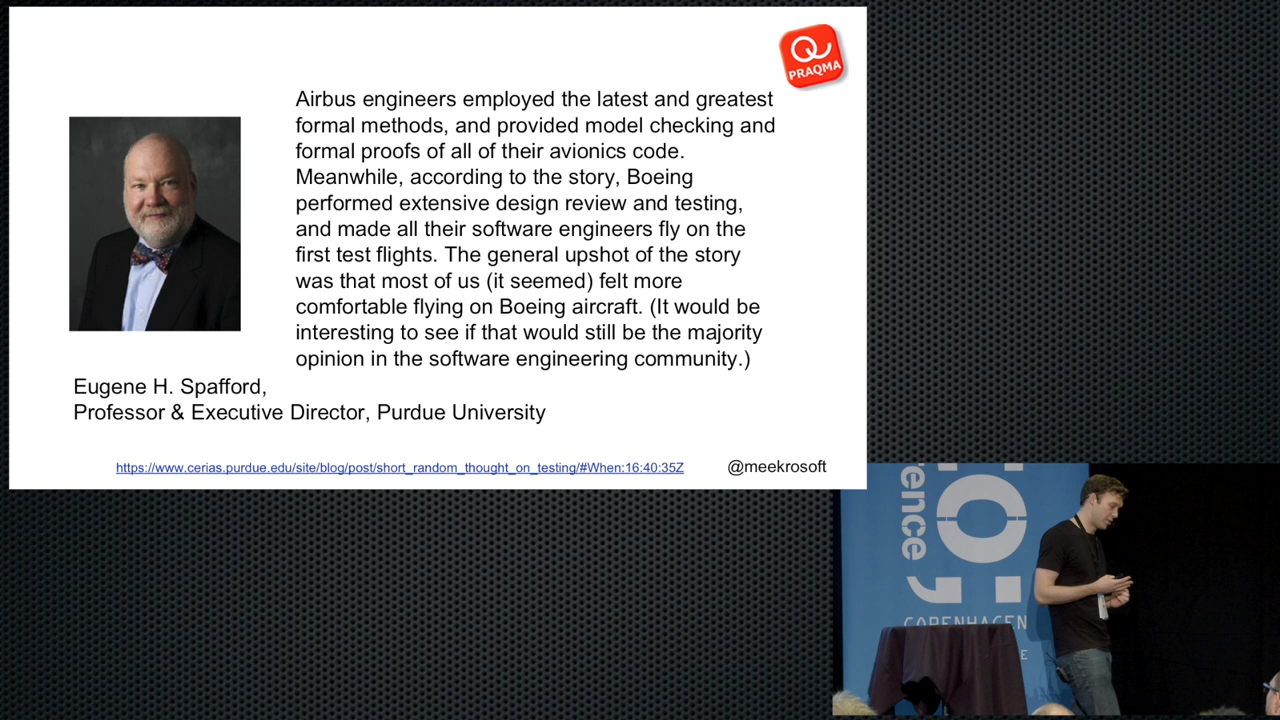 PRAQMA
Airbus engineers employed the latest and greatest
formal methods, and provided model checking and
formal proofs of all of their avionics code.
Meanwhile, according to the story, Boeing
performed extensive design review and testing,
and made all their software engineers fly on the
first test flights. The general upshot of the story
was that most of us (it seemed) felt more
comfortable flying on Boeing aircraft. (It would be
interesting to see if that would still be the majority
opinion in the software engineering community.)
Eugene H. Spafford,
Professor & Executive Director, Purdue University
https://www.cerias.purdue.edu/site/blog/post/short_random_thought_on_testing/#When:16:40:35Z
@meekrosoft
ence
COPENHAGEN